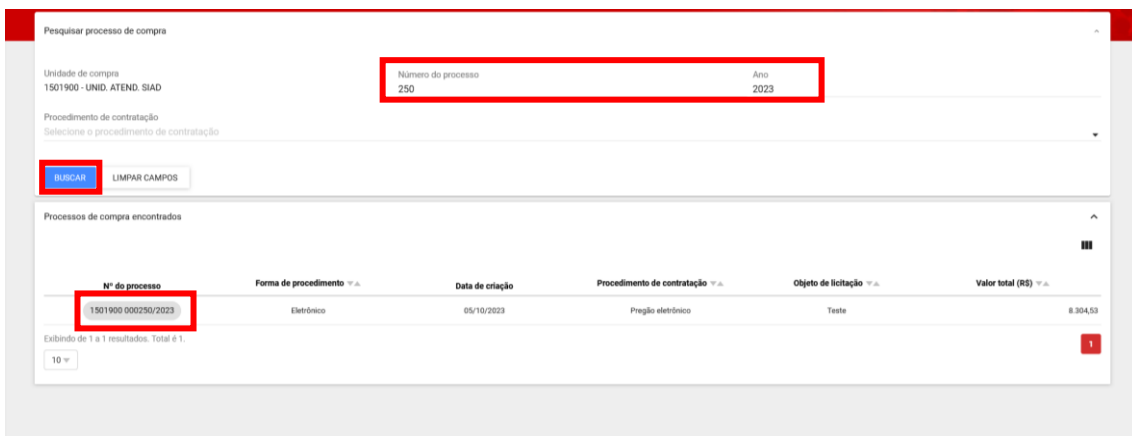 Pesquisar processo de compra
Unidade de compra
1501900 - UNID. ATEND. SIAD
Número do processo
250
Ano
2023
Procedimento de contratação
Selecione o procedimento de contratação
BUSCAR LIMPAR CAMPOS
Processos de compra encontrados
Nº do processo Forma de procedimento Data de criação Procedimento de contratação Objeto de licitação Valor total (R$)
1501900 000250/2023 Eletrônico 05/10/2023 Pregão eletrônico Teste 8.304,53
Exibindo de 1 a 1 resultados. Total é 1.
10
1